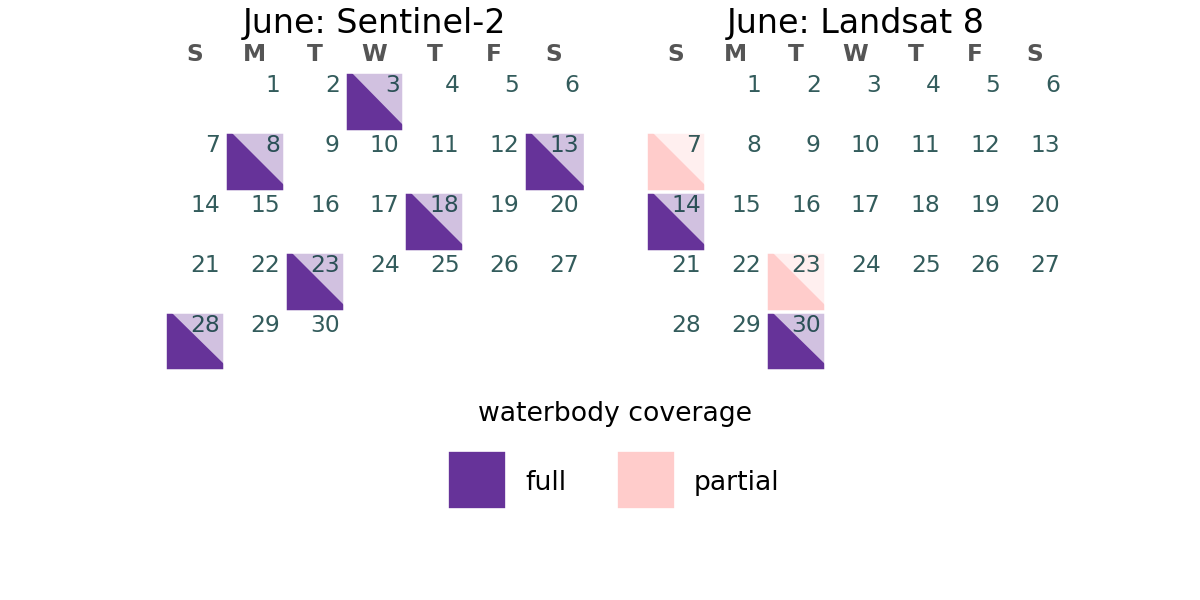 June: Sentinel-2
S M T W T F S
1 2 3 4 5 6
7 8 9 10 11 12 13
14 15 16 17 18 19 20
21 22 23 24 25 26 27
28 29 30
June: Landsat 8
S M T W T F S
1 2 3 4 5 6
7 8 9 10 11 12 13
14 15 16 17 18 19 20
21 22 23 24 25 26 27
28 29 30
waterbody coverage
full
partial